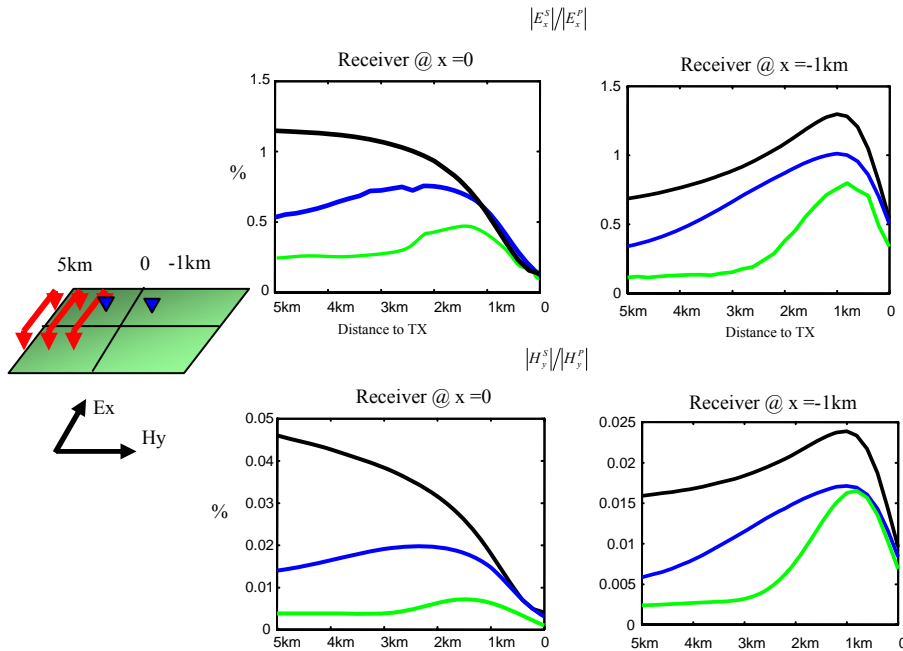 |E_x^S|/|E_x^P|
Receiver @ x =0
1.5
1
%
0.5
0
5km 4km 3km 2km 1km 0
Distance to TX
Receiver @ x =-1km
1.5
1
0.5
0
5km 4km 3km 2km 1km 0
Distance to TX
5km 0 -1km
Ex
Hy
|H_y^S|/|H_y^P|
Receiver @ x =0
0.05
0.04
0.03
%
0.02
0.01
0
5km 4km 3km 2km 1km 0
Receiver @ x =-1km
0.025
0.02
0.015
0.01
0.005
0
5km 4km 3km 2km 1km 0